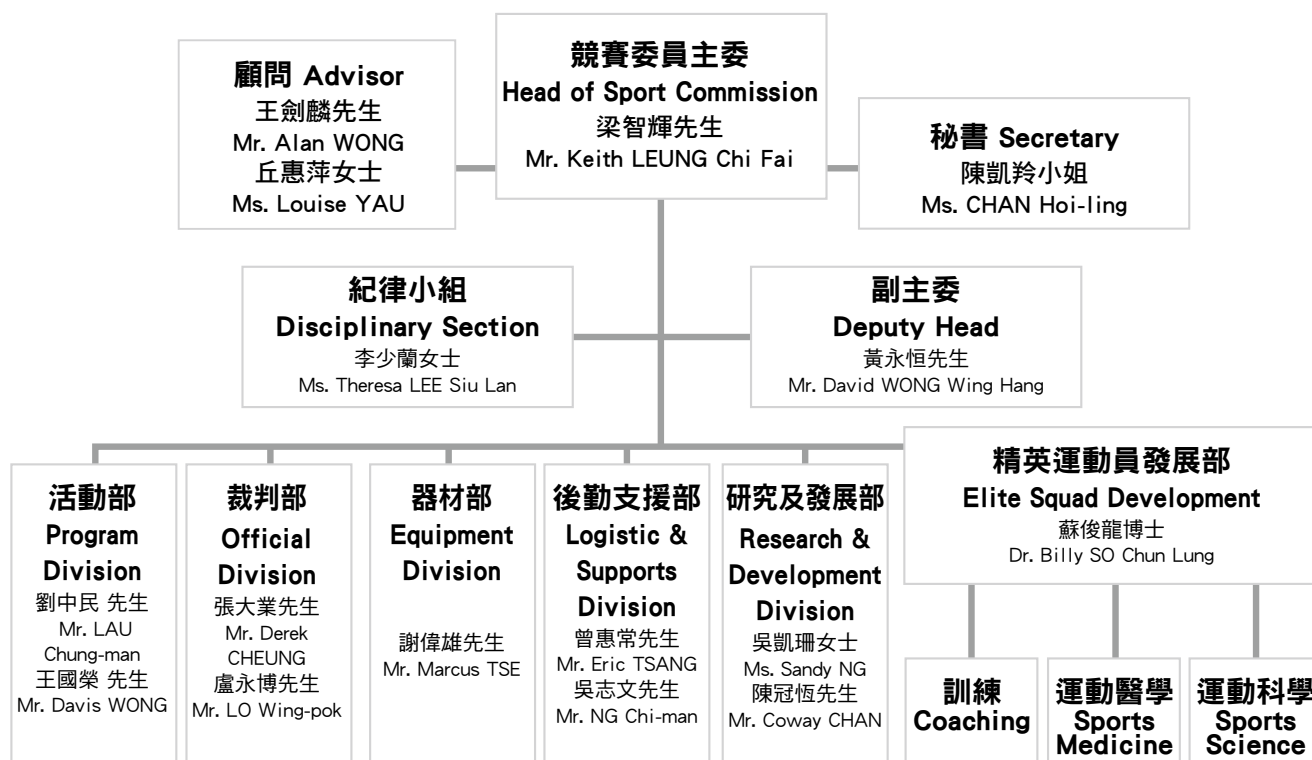 顧問 Advisor
王劍麟先生
Mr. Alan WONG
丘惠萍女士
Ms. Louise YAU
競賽委員主委
Head of Sport Commission
梁智輝先生
Mr. Keith LEUNG Chi Fai
秘書 Secretary
陳凱羚小姐
Ms. CHAN Hoi-ling
紀律小組
Disciplinary Section
李少蘭女士
Ms. Theresa LEE Siu Lan
副主委
Deputy Head
黃永恒先生
Mr. David WONG Wing Hang
活動部
Program
Division
劉中民 先生
Mr. LAU
Chung-man
王國榮 先生
Mr. Davis WONG
裁判部
Official
Division
張大業先生
Mr. Derek
CHEUNG
盧永博先生
Mr. LO Wing-pok
器材部
Equipment
Division
謝偉雄先生
Mr. Marcus TSE
後勤支援部
Logistic &
Supports
Division
曾惠常先生
Mr. Eric TSANG
吳志文先生
Mr. NG Chi-man
研究及發展部
Research &
Development
Division
吳凱珊女士
Ms. Sandy NG
陳冠恆先生
Mr. Coway CHAN
精英運動員發展部
Elite Squad Development
蘇俊龍博士
Dr. Billy SO Chun Lung
訓練
Coaching
運動醫學
Sports
Medicine
運動科學
Sports
Science